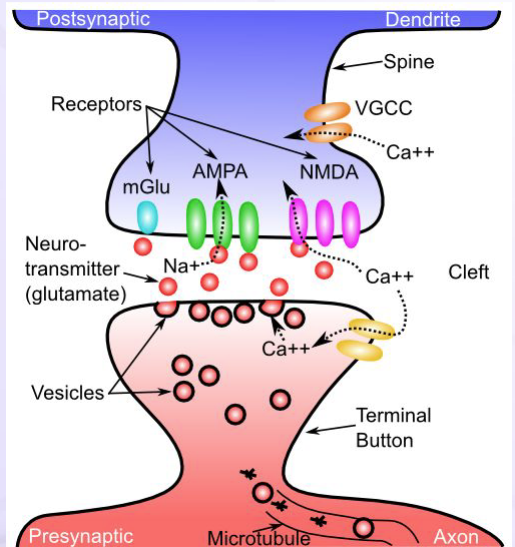 Postsynaptic
Dendrite
Spine
Receptors
VGCC
Ca++
AMPA
NMDA
mGlu
Neuro-
transmitter
(glutamate)
Na+
Ca++
Cleft
Ca++
Vesicles
Terminal
Button
Presynaptic
Microtubule
Axon